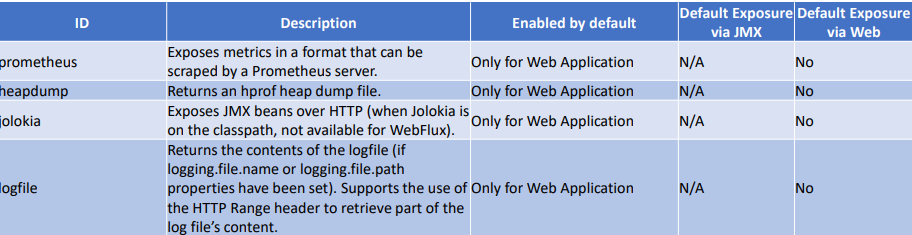 ID Description Enabled by default Default Exposure via JMX Default Exposure via Web
prometheus Exposes metrics in a format that can be
scraped by a Prometheus server. Only for Web Application N/A No
heapdump Returns an hprof heap dump file. Only for Web Application N/A No
jolokia Exposes JMX beans over HTTP (when Jolokia is
on the classpath, not available for WebFlux). Only for Web Application N/A No
logfile Returns the contents of the logfile (if
logging.file.name or logging.file.path
properties have been set). Supports the use of
the HTTP Range header to retrieve part of the
log file's content. Only for Web Application N/A No